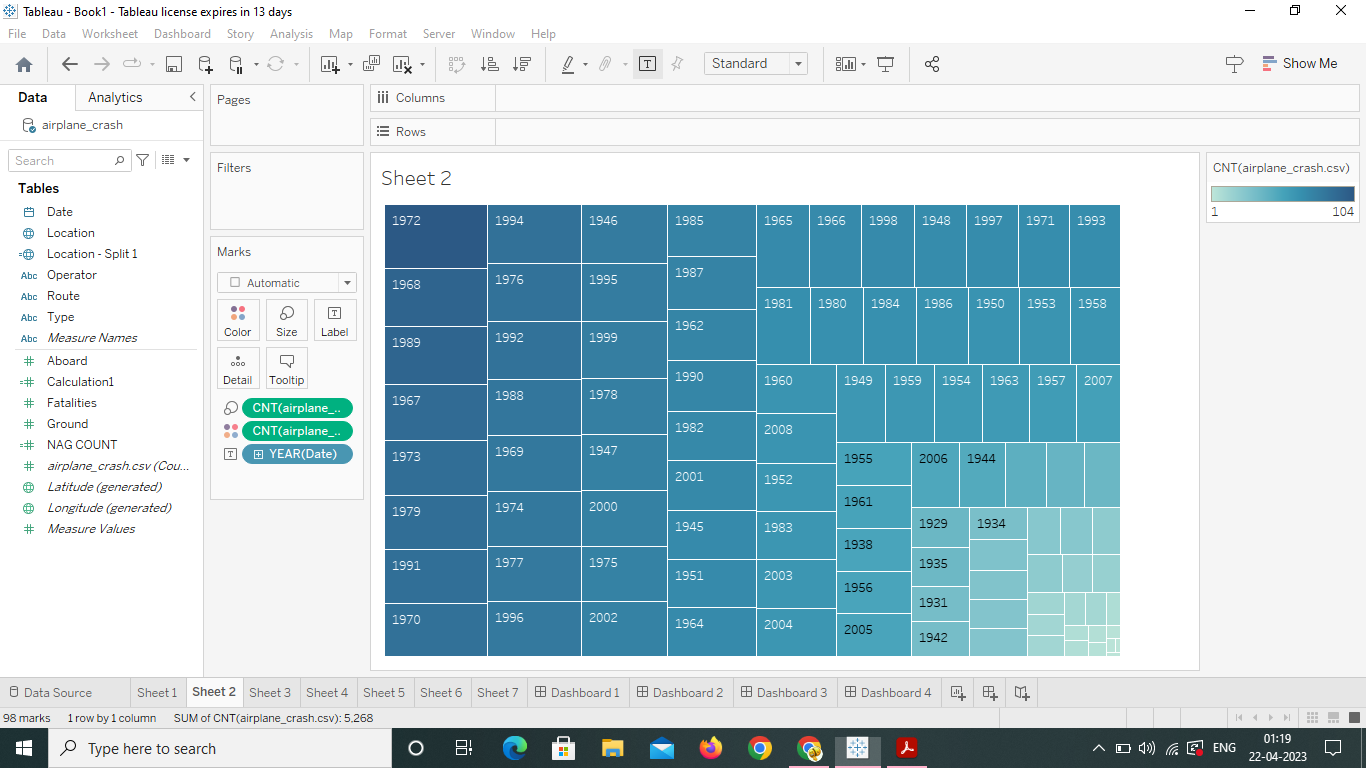 Tableau - Book1 - Tableau license expires in 13 days
File Data Worksheet Dashboard Story Analysis Map Format Server Window Help
Standard
Show Me
Data Analytics
airplane_crash
Search
Tables
Date
Location
Location - Split 1
Abc Operator
Abc Route
Abc Type
Abc Measure Names
Aboard
Calculation1
Fatalities
Ground
NAG COUNT
airplane_crash.csv (Cou...
Latitude (generated)
Longitude (generated)
Measure Values
Pages
Filters
Marks
Automatic
Color Size Label
Detail Tooltip
CNT(airplane_..
CNT(airplane_..
YEAR(Date)
Columns
Rows
Sheet 2
1972
1968
1989
1967
1973
1979
1991
1970
1994
1976
1992
1988
1969
1974
1977
1996
1946
1995
1999
1978
1947
2000
1975
2002
1985
1987
1962
1990
1982
2001
1945
1951
1964
1965 1966 1998 1948 1997 1971 1993
1981 1980 1984 1986 1950 1953 1958
1960
2008
1952
1983
2003
2004
1949 1959 1954 1963 1957 2007
1955
1961
1938
1956
2005
2006 1944
1929 1934
1935
1931
1942
CNT(airplane_crash.csv)
1 104
Data Source Sheet 1 Sheet 2 Sheet 3 Sheet 4 Sheet 5 Sheet 6 Sheet 7 Dashboard 1 Dashboard 2 Dashboard 3 Dashboard 4
98 marks 1 row by 1 column SUM of CNT(airplane_crash.csv): 5,268
Type here to search
ENG
01:19
22-04-2023